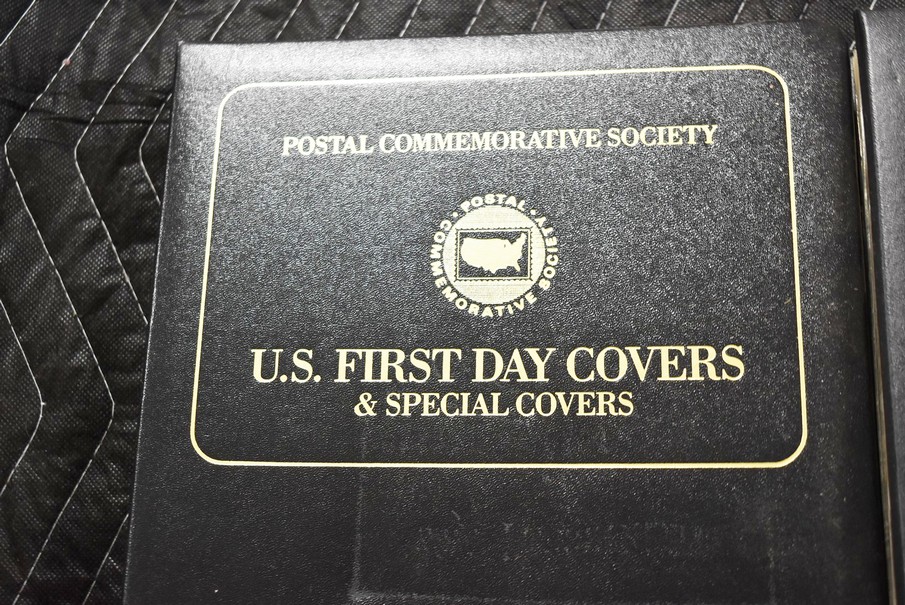 POSTAL COMMEMORATIVE SOCIETY
• POSTAL •
COMMEMORATIVE SOCIETY
U.S. FIRST DAY COVERS
& SPECIAL COVERS